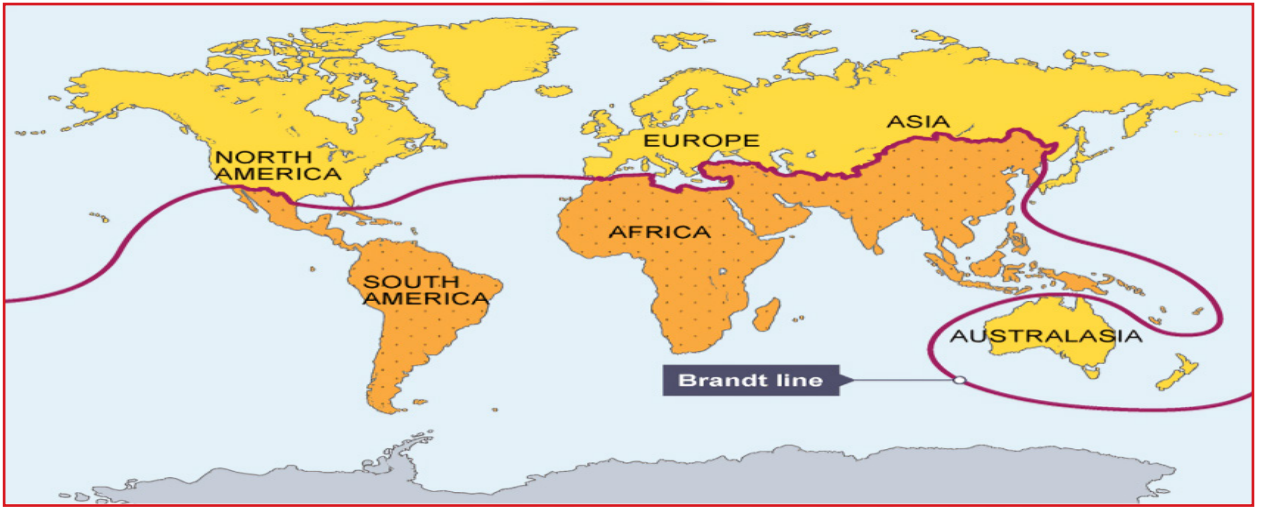 ASIA
EUROPE
NORTH
AMERICA
AFRICA
SOUTH
AMERICA
AUSTRALASIA
Brandt line